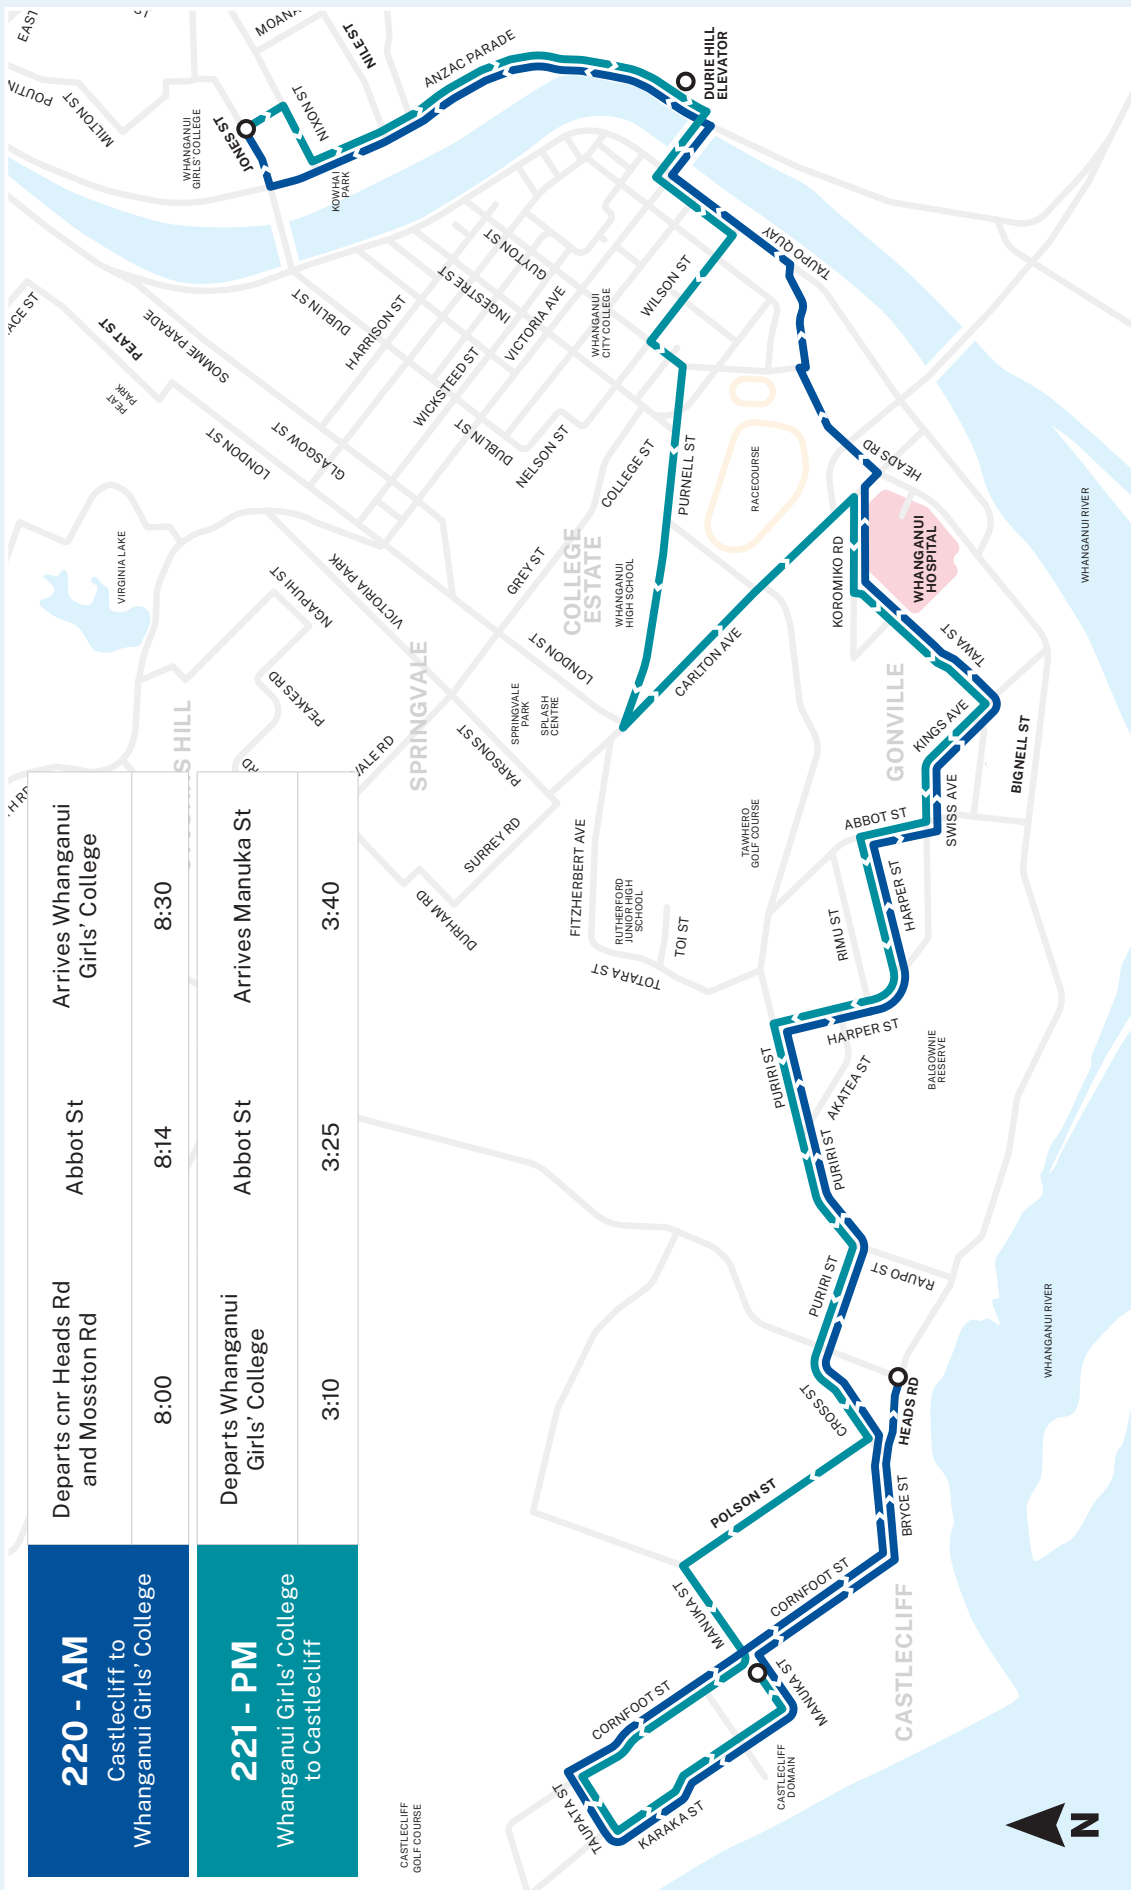 220 - AM
Castlecliff to
Whanganui Girls’ College
Departs cnr Heads Rd
and Mosston Rd
Abbot St
Arrives Whanganui
Girls’ College
8:00
8:14
8:30
221 - PM
Whanganui Girls’ College
to Castlecliff
Departs Whanganui
Girls’ College
Abbot St
Arrives Manuka St
3:10
3:25
3:40
EAST
MILTON ST
WHANGANUI
GIRLS’ COLLEGE
JONES ST
NIXON ST
NILE ST
KOWHAI
PARK
ANZAC PARADE
DURIE HILL
ELEVATOR
PEAT ST
PEAT
PARK
SOMME PARADE
LONDON ST
GLASGOW ST
DUBLIN ST
HARRISON ST
INGESTRE ST
GUYTON ST
VICTORIA AVE
WICKSTEED ST
DUBLIN ST
NELSON ST
WHANGANUI
CITY COLLEGE
WILSON ST
TAUPO QUAY
COLLEGE ST
PURNELL ST
RACECOURSE
HEADS RD
VIRGINIA LAKE
NGAPUHI ST
VICTORIA PARK
GREY ST
COLLEGE
ESTATE
WHANGANUI
HIGH SCHOOL
LONDON ST
KOROMIKO RD
WHANGANUI
HOSPITAL
WHANGANUI RIVER
TAWA ST
CARLTON AVE
PEAKES RD
SPRINGVALE
SPRINGVALE
PARK
SPLASH
CENTRE
PARSONS ST
S HILL
RD
VALE RD
GONVILLE
KINGS AVE
BIGNELL ST
SWISS AVE
ABBOT ST
TAWHERO
GOLF COURSE
SURREY RD
DURHAM RD
FITZHERBERT AVE
RUTHERFORD
JUNIOR HIGH
SCHOOL
TOI ST
TOTARA ST
RIMU ST
HARPER ST
HARPER ST
BALGOWNIE
RESERVE
AKATEA ST
PURIRI ST
PURIRI ST
PURIRI ST
RAUPO ST
CROSS ST
HEADS RD
WHANGANUI RIVER
POLSON ST
BRYCE ST
CORNFOOT ST
MANUKA ST
MANUKA ST
CASTLECLIFF
CORNFOOT ST
TAUPATA ST
KARAKA ST
CASTLECLIFF
DOMAIN
CASTLECLIFF
GOLF COURSE
N